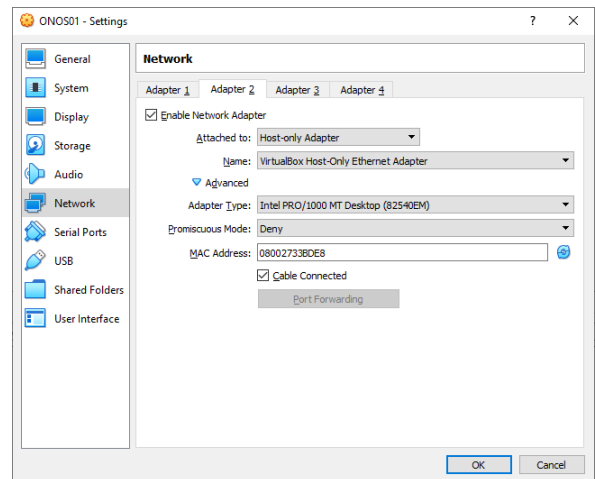 ONOS01 - Settings
?
General
System
Display
Storage
Audio
Network
Serial Ports
USB
Shared Folders
User Interface
Network
Adapter 1 Adapter 2 Adapter 3 Adapter 4
Enable Network Adapter
Attached to: Host-only Adapter
Name: VirtualBox Host-Only Ethernet Adapter
Advanced
Adapter Type: Intel PRO/1000 MT Desktop (82540EM)
Promiscuous Mode: Deny
MAC Address: 08002733BDE8
Cable Connected
Port Forwarding
OK Cancel